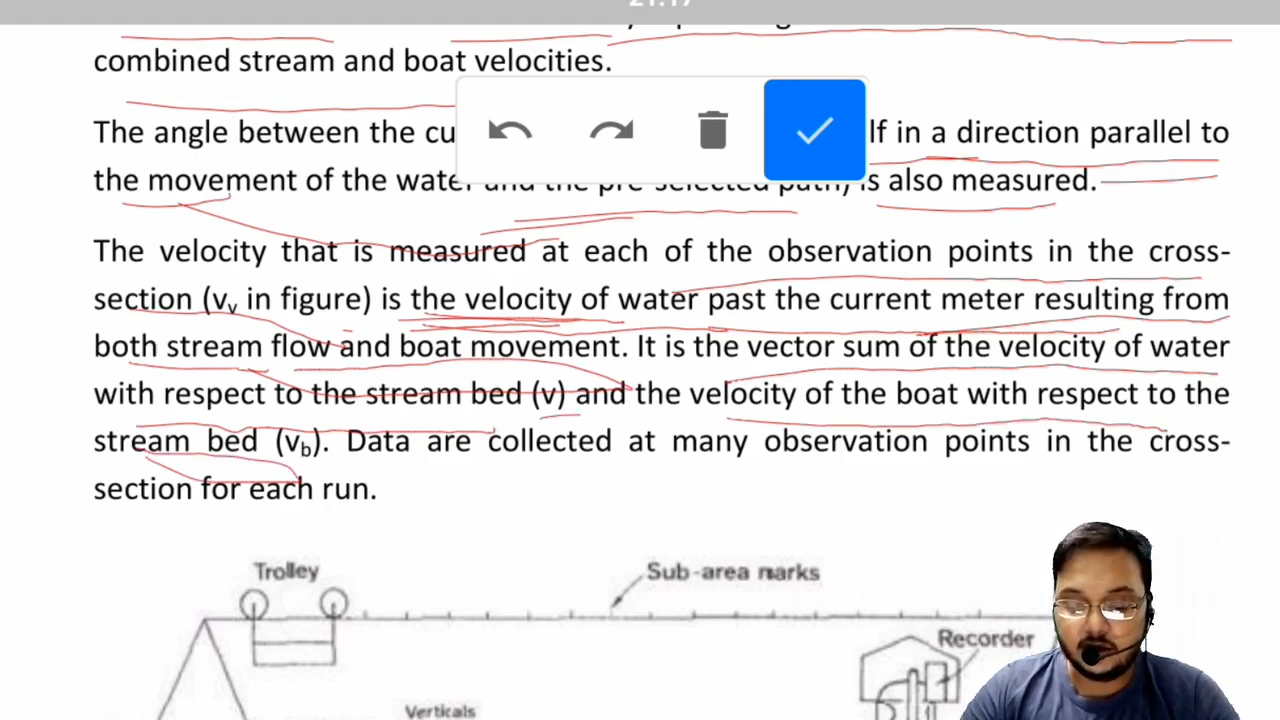 combined stream and boat velocities.
The angle between the lf in a direction parallel to
the movement of the water is also measured.
The velocity that is measured at each of the observation points in the cross-
section (vv in figure) is the velocity of water past the current meter resulting from
both stream flow and boat movement. It is the vector sum of the velocity of water
with respect to the stream bed (v) and the velocity of the boat with respect to the
stream bed (vb). Data are collected at many observation points in the cross-
section for each run.
Trolley
Sub-area marks
Recorder
Verticals